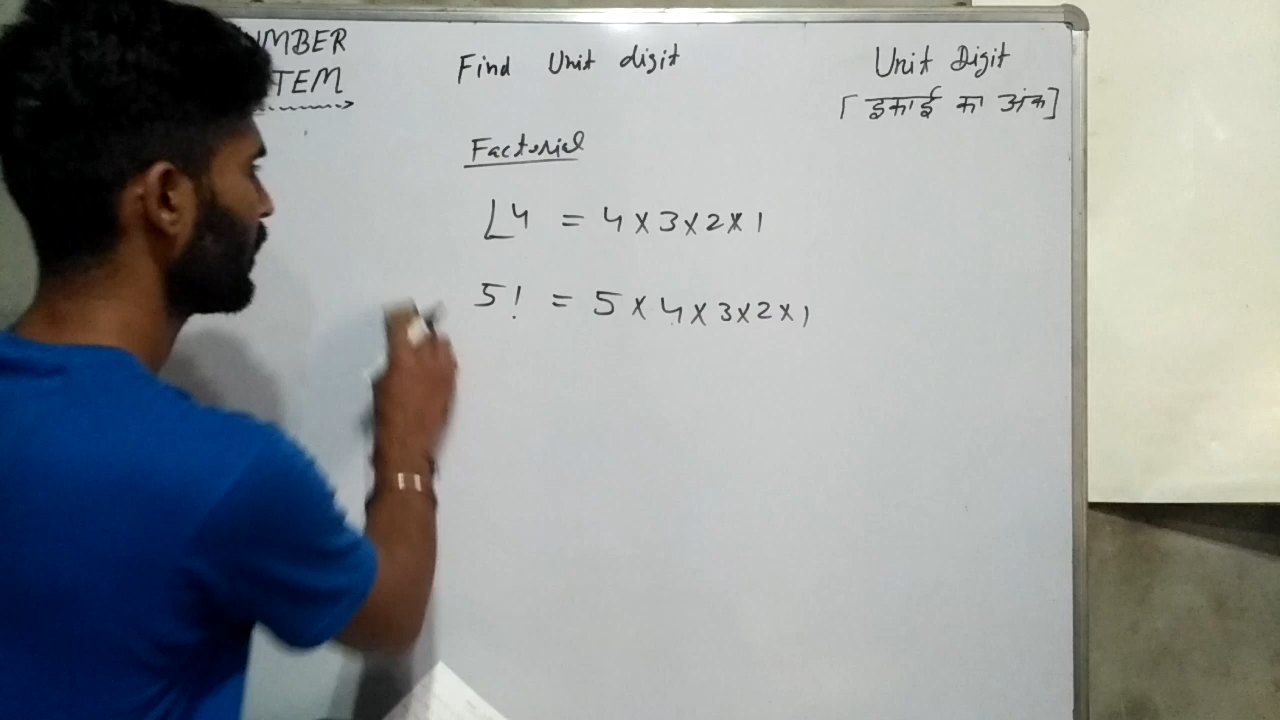 UMBER
TEM
Find Unit digit
Unit Digit
[इकाई का अंक]
Factorial
L4 = 4 x 3 x 2 x 1
5! = 5 x 4 x 3 x 2 x 1